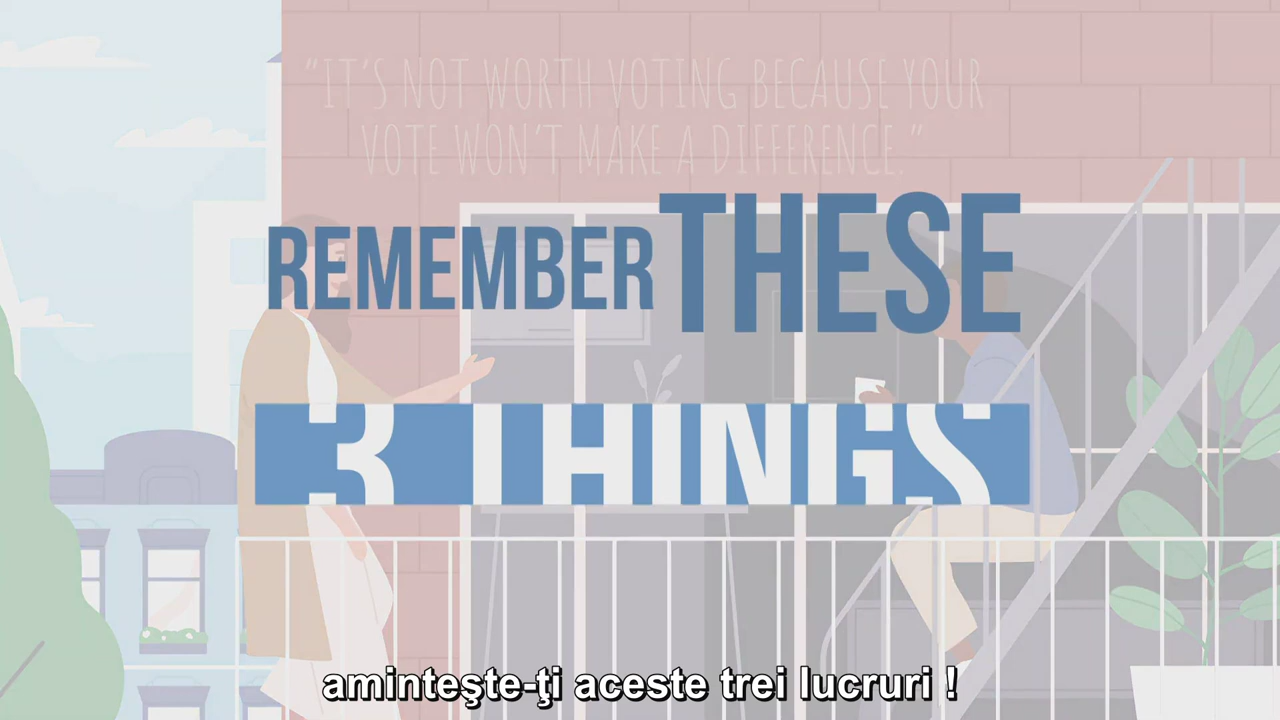 "IT'S NOT WORTH VOTING BECAUSE YOUR
VOTE WON'T MAKE A DIFFERENCE."
REMEMBER THESE
3 THINGS
aminteşte-ţi aceste trei lucruri !